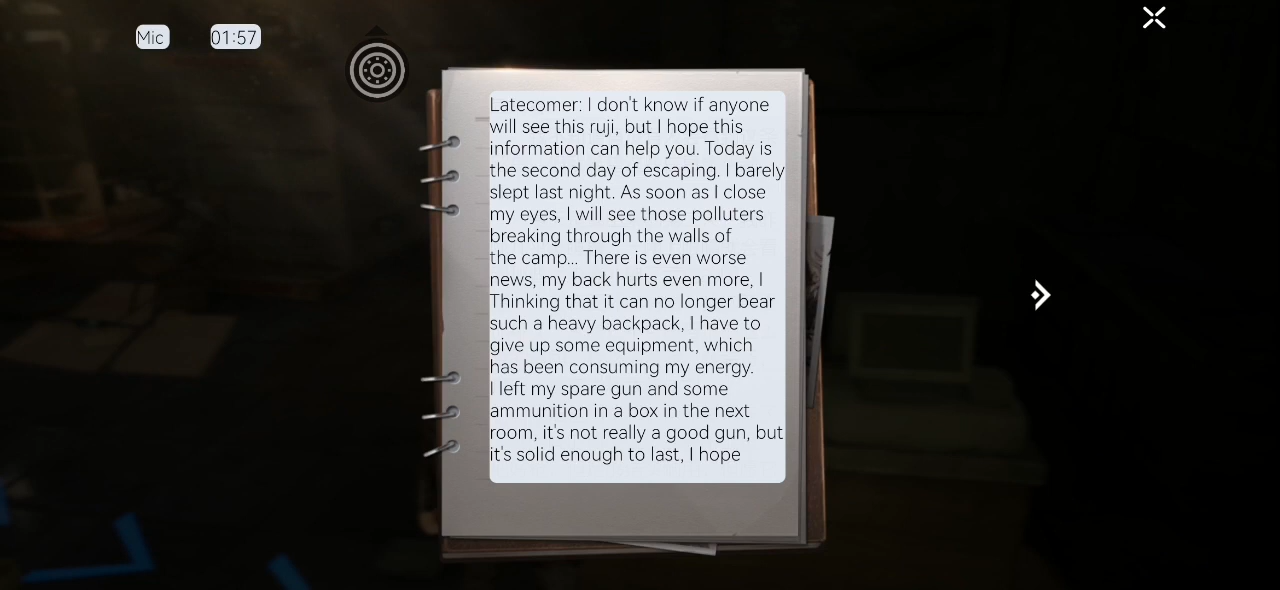 Mic
01:57
Latecomer: I don't know if anyone
will see this ruji, but I hope this
information can help you. Today is
the second day of escaping. I barely
slept last night. As soon as I close
my eyes, I will see those polluters
breaking through the walls of
the camp... There is even worse
news, my back hurts even more, I
Thinking that it can no longer bear
such a heavy backpack, I have to
give up some equipment, which
has been consuming my energy.
I left my spare gun and some
ammunition in a box in the next
room, it's not really a good gun, but
it's solid enough to last, I hope